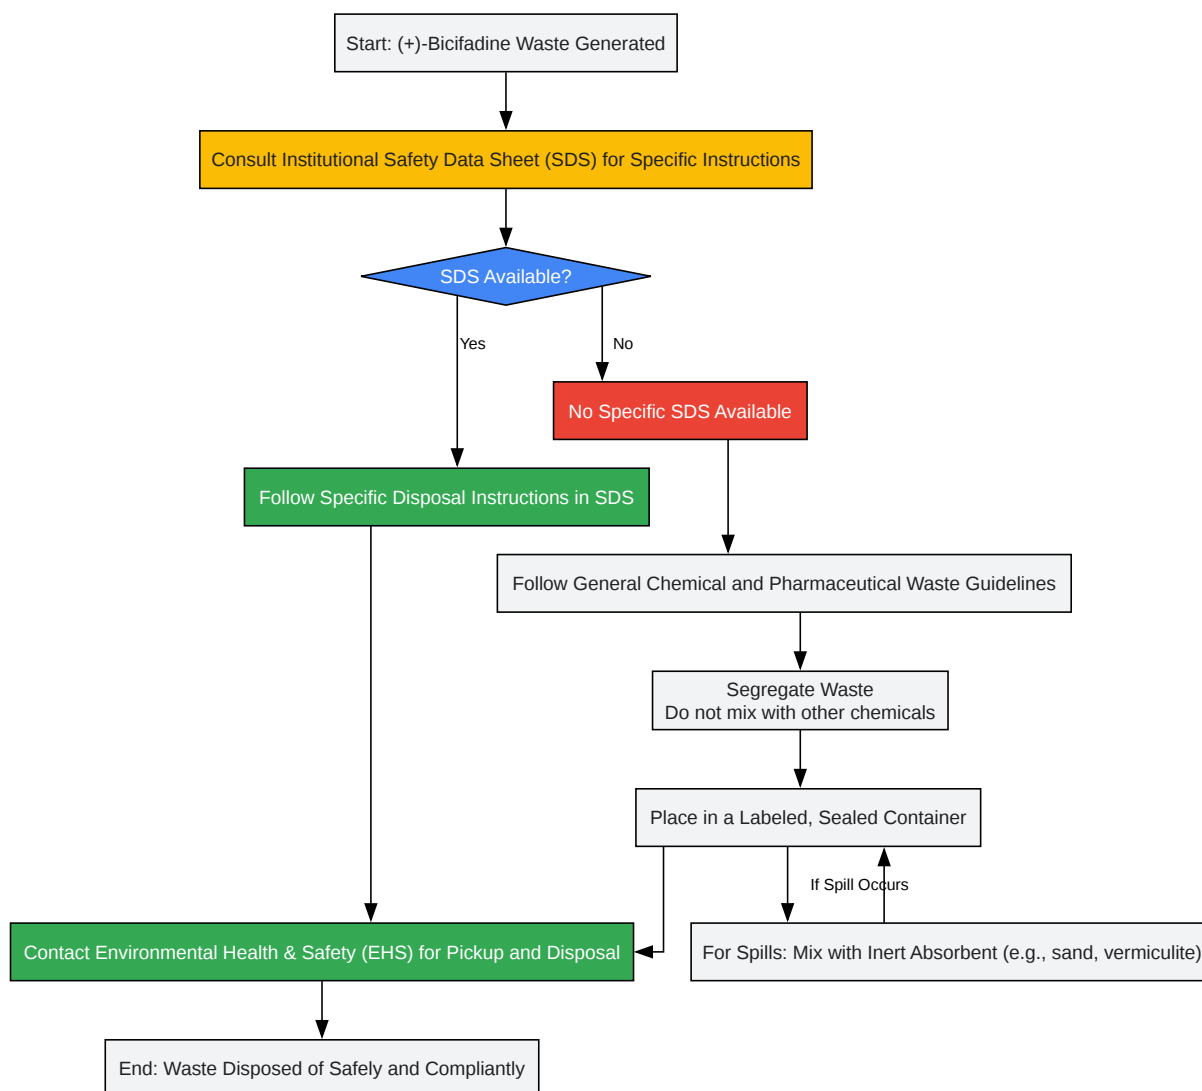 Start: (+)-Bicifadine Waste Generated
Consult Institutional Safety Data Sheet (SDS) for Specific Instructions
SDS Available?
Yes
No
No Specific SDS Available
Follow Specific Disposal Instructions in SDS
Follow General Chemical and Pharmaceutical Waste Guidelines
Segregate Waste
Do not mix with other chemicals
Place in a Labeled, Sealed Container
If Spill Occurs
Contact Environmental Health & Safety (EHS) for Pickup and Disposal
For Spills: Mix with Inert Absorbent (e.g., sand, vermiculite)
End: Waste Disposed of Safely and Compliantly